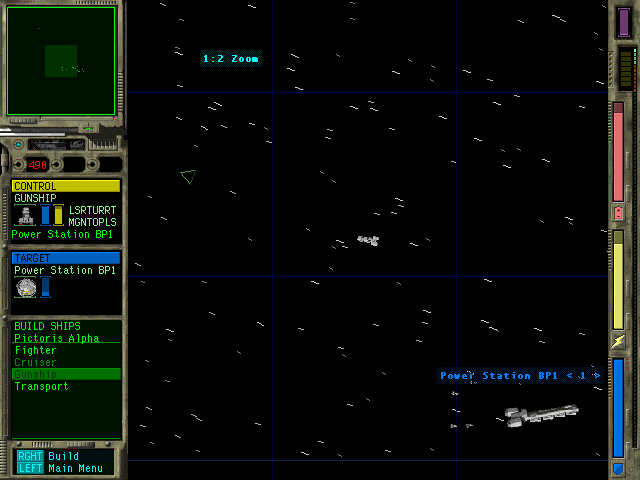 1:2 Zoom
490
CONTROL
GUNSHIP
LSRTURRT
MGNTOPLS
Power Station BP1
TARGET
Power Station BP1
BUILD SHIPS
Pictoris Alpha
Fighter
Cruiser
Gunship
Transport
RGHT Build
LEFT Main Menu
Power Station BP1 < 1 >